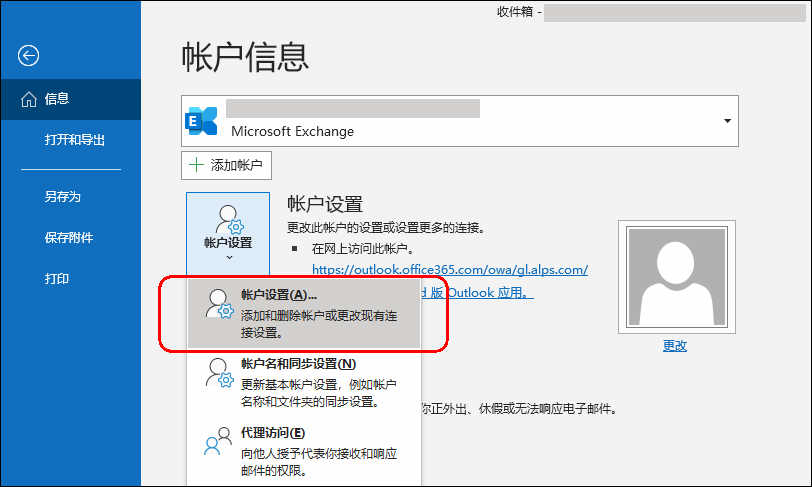 收件箱 -
帐户信息
信息
打开和导出
另存为
保存附件
打印
Microsoft Exchange
添加帐户
帐户设置
帐户设置
更改此帐户的设置或设置更多的连接。
在网上访问此帐户。
https://outlook.office365.com/owa/gl.alps.com/
版 Outlook 应用。
更改
帐户设置(A)...
添加和删除帐户或更改现有连
接设置。
帐户名和同步设置(N)
更新基本帐户设置，例如帐户
名称和文件夹的同步设置。
你正外出、休假或无法响应电子邮件。
代理访问(E)
向他人授予代表你接收和响应
邮件的权限。